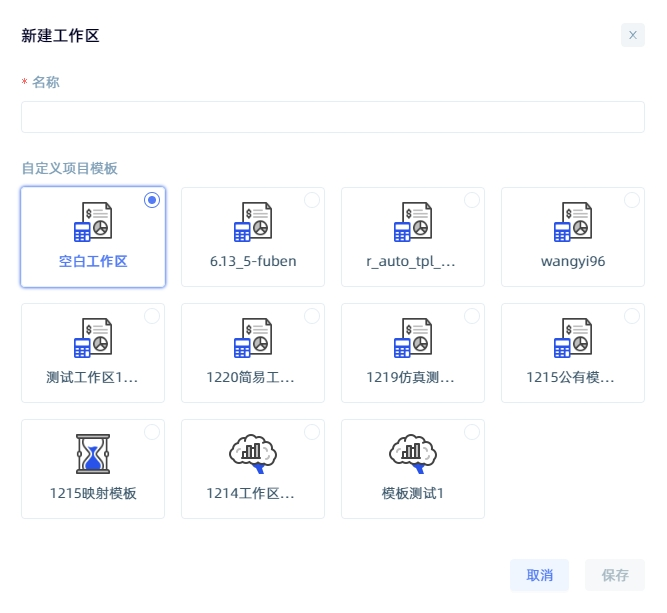 新建工作区
* 名称
自定义项目模板
空白工作区
6.13_5-fuben
r_auto_tpl_...
wangyi96
测试工作区1...
1220简易工...
1219仿真测...
1215公有模...
1215映射模板
1214工作区...
模板测试1
取消
保存